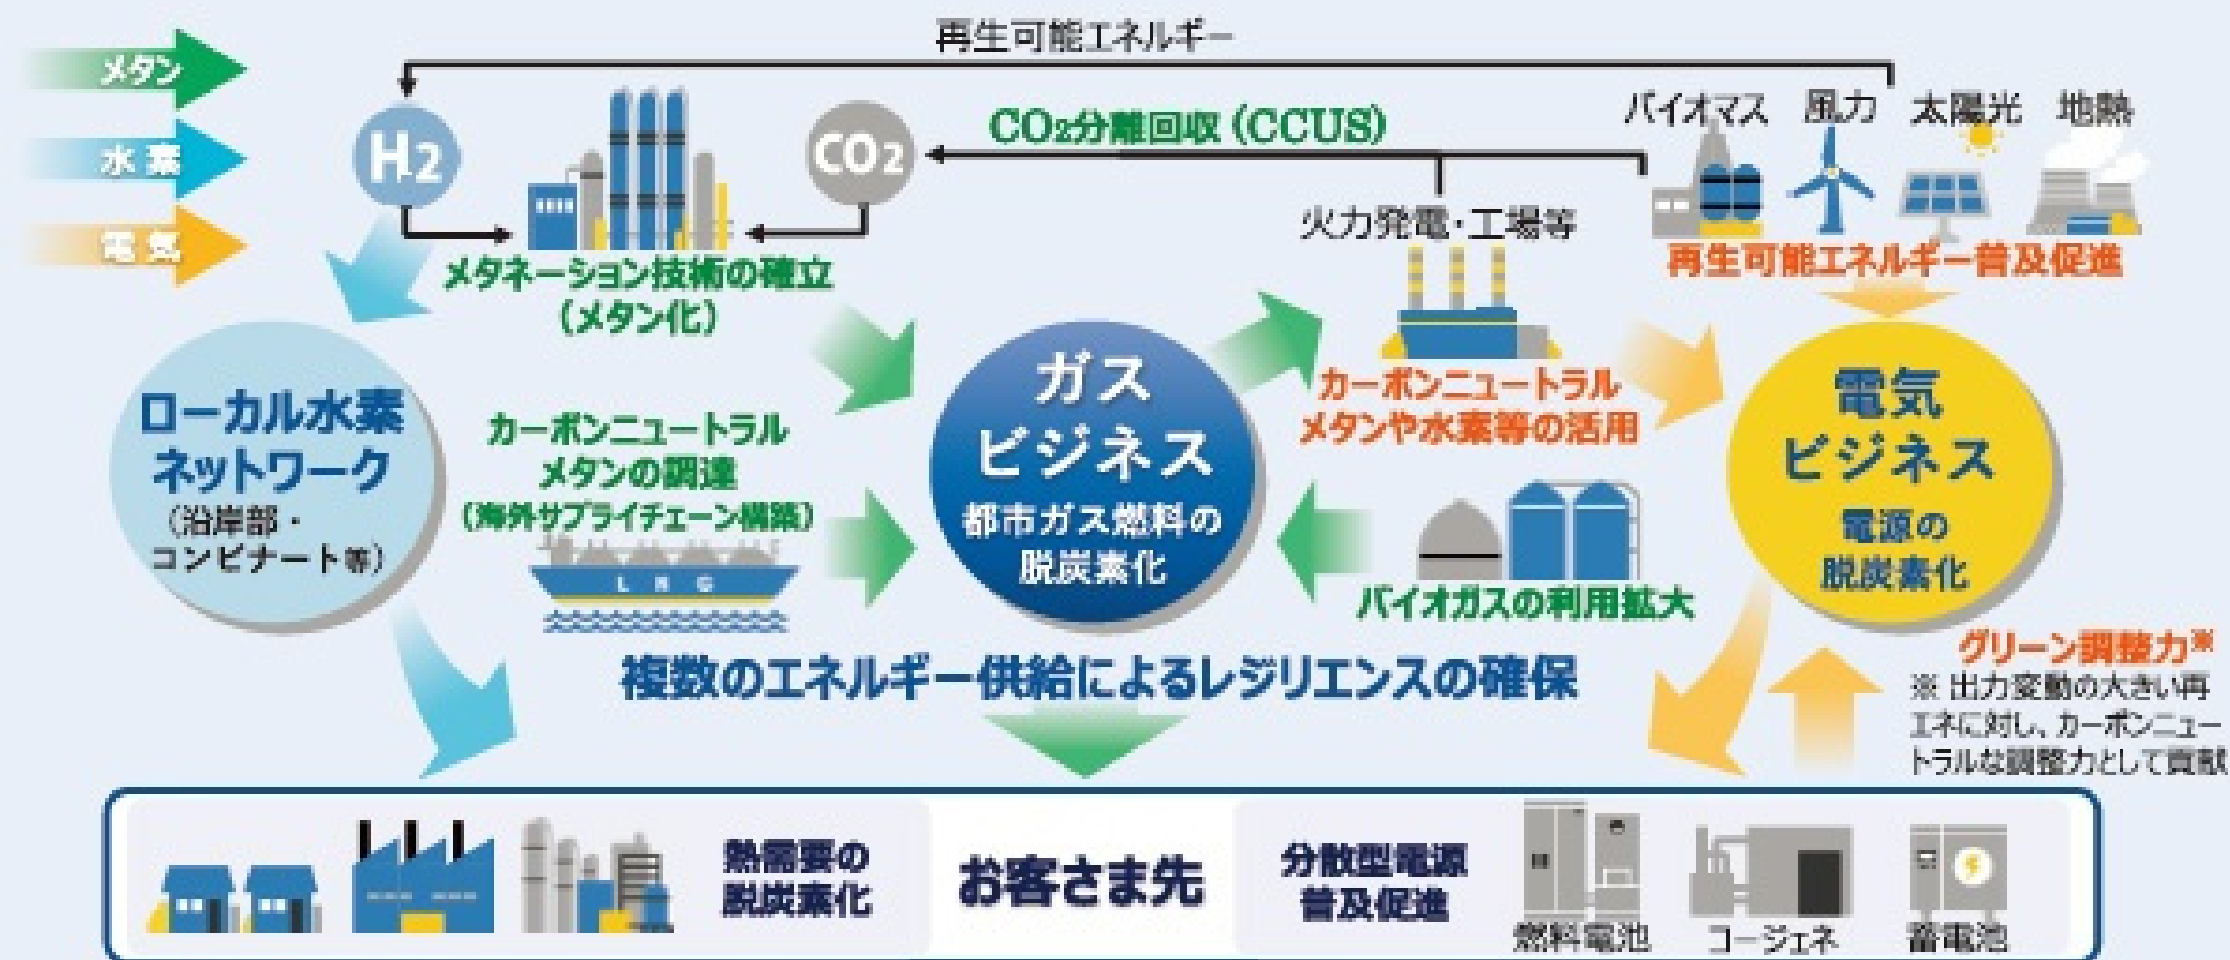 再生可能エネルギー
メタン
水素
電気
H2
CO2
CO2分離回収（CCUS）
バイオマス
風力
太陽光
地熱
火力発電・工場等
再生可能エネルギー普及促進
メタネーション技術の確立
（メタン化）
ローカル水素
ネットワーク
（沿岸部・
コンビナート等）
カーボンニュートラル
メタンの調達
（海外サプライチェーン構築）
LNG
ガス
ビジネス
都市ガス燃料の
脱炭素化
カーボンニュートラル
メタンや水素等の活用
バイオガスの利用拡大
電気
ビジネス
電源の
脱炭素化
グリーン調整力※
※ 出力変動の大きい再
エネに対し、カーボンニュー
トラルな調整力として貢献
複数のエネルギー供給によるレジリエンスの確保
熱需要の
脱炭素化
お客さま先
分散型電源
普及促進
燃料電池
コージェネ
蓄電池